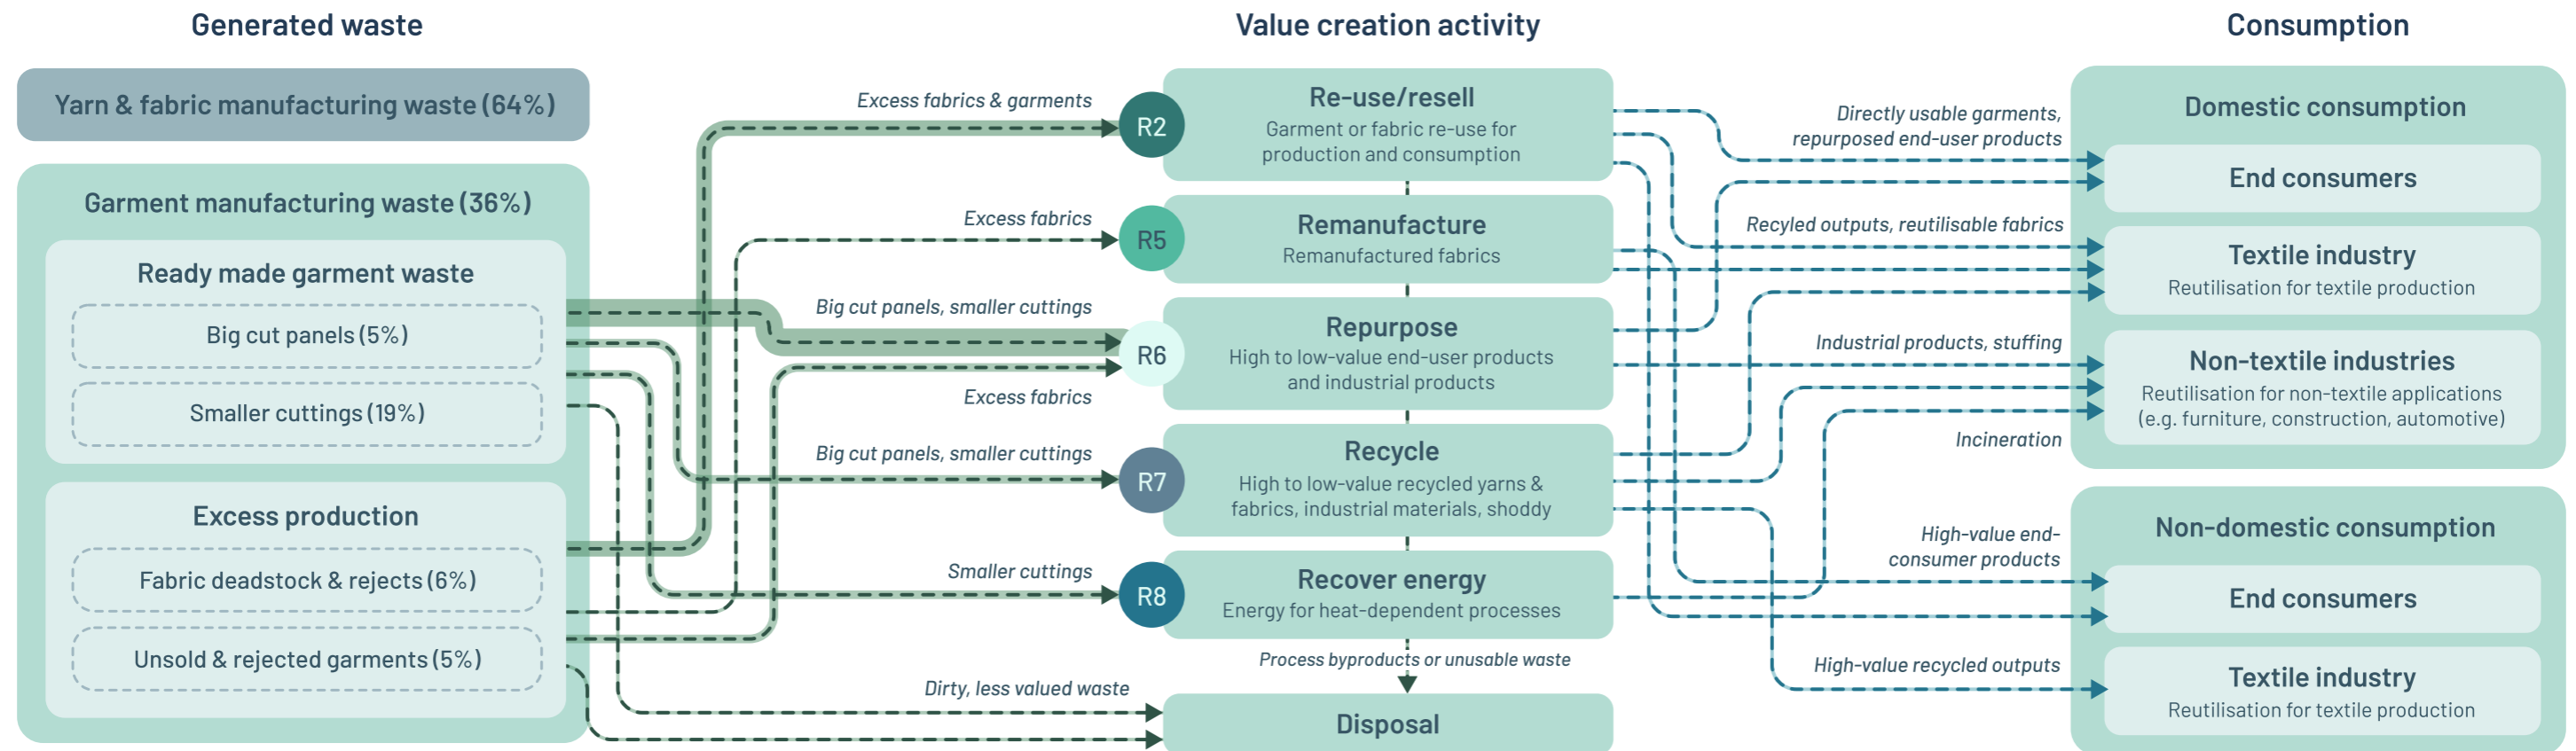 Generated waste
Value creation activity
Consumption
Yarn & fabric manufacturing waste (64%)
Garment manufacturing waste (36%)
Ready made garment waste
Big cut panels (5%)
Smaller cuttings (19%)
Excess production
Fabric deadstock & rejects (6%)
Unsold & rejected garments (5%)
Excess fabrics & garments
Excess fabrics
Big cut panels, smaller cuttings
Excess fabrics
Big cut panels, smaller cuttings
Smaller cuttings
Dirty, less valued waste
R2
Re-use/resell
Garment or fabric re-use for
production and consumption
R5
Remanufacture
Remanufactured fabrics
R6
Repurpose
High to low-value end-user products
and industrial products
R7
Recycle
High to low-value recycled yarns &
fabrics, industrial materials, shoddy
R8
Recover energy
Energy for heat-dependent processes
Process byproducts or unusable waste
Disposal
Directly usable garments,
repurposed end-user products
Recyled outputs, reutilisable fabrics
Industrial products, stuffing
Incineration
High-value end-
consumer products
High-value recycled outputs
Domestic consumption
End consumers
Textile industry
Reutilisation for textile production
Non-textile industries
Reutilisation for non-textile applications
(e.g. furniture, construction, automotive)
Non-domestic consumption
End consumers
Textile industry
Reutilisation for textile production